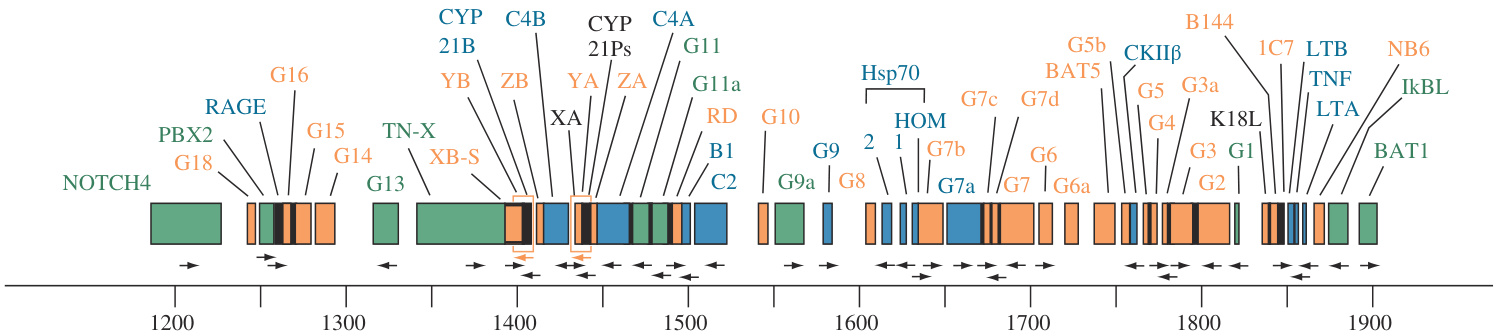 NOTCH4
PBX2
G18
RAGE
G16
G15
G14
G13
TN-X
XB-S
CYP
21B
YB
C4B
ZB
XA
CYP
21Ps
YA
ZA
C4A
G11
G11a
RD
B1
C2
G10
G9a
G9
G8
Hsp70
2
HOM
1
G7b
G7a
G7c
G7d
G7
G6
G6a
G5b
BAT5
CKIIβ
G5
G4
G3a
G3
G2
B144
K18L
G1
1C7
LTB
TNF
LTA
NB6
IkBL
BAT1
1200
1300
1400
1500
1600
1700
1800
1900